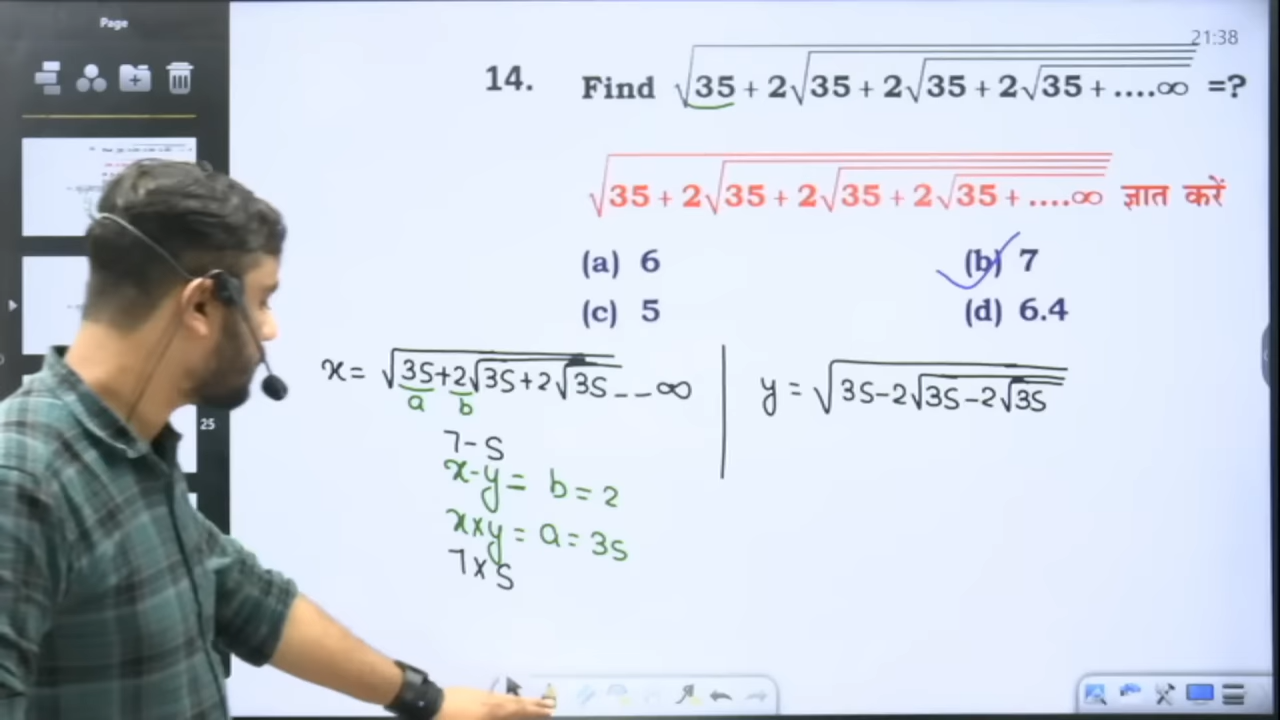 Page
21:38
14. Find √35 + 2√35 + 2√35 + 2√35 + ....∞ =?
√35 + 2√35 + 2√35 + 2√35 + ....∞ ज्ञात करें
(a) 6 (b) 7
(c) 5 (d) 6.4
x = √35+2√35+2√35 -- ∞
a b
y = √35-2√35-2√35
7-5
x-y = b = 2
x×y = a = 35
7×5
25